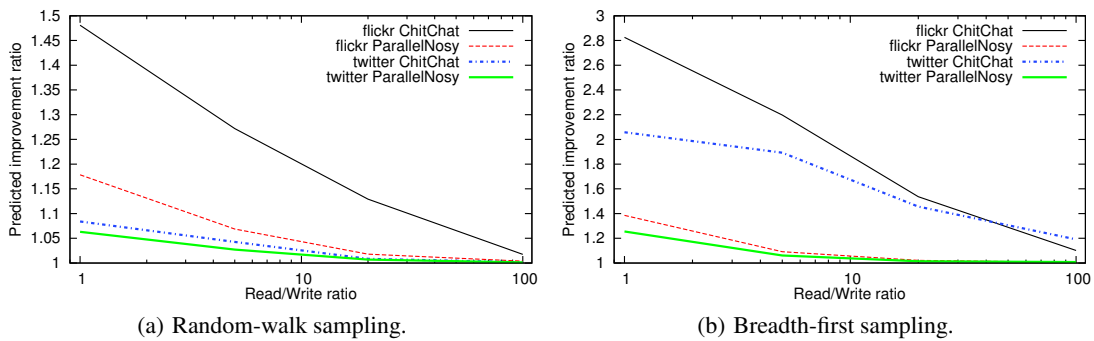 Predicted improvement ratio
1.5
1.45
1.4
1.35
1.3
1.25
1.2
1.15
1.1
1.05
1
flickr ChitChat
flickr ParallelNosy
twitter ChitChat
twitter ParallelNosy
1
10
100
Read/Write ratio
(a) Random-walk sampling.
Predicted improvement ratio
3
2.8
2.6
2.4
2.2
2
1.8
1.6
1.4
1.2
1
flickr ChitChat
flickr ParallelNosy
twitter ChitChat
twitter ParallelNosy
1
10
100
Read/Write ratio
(b) Breadth-first sampling.